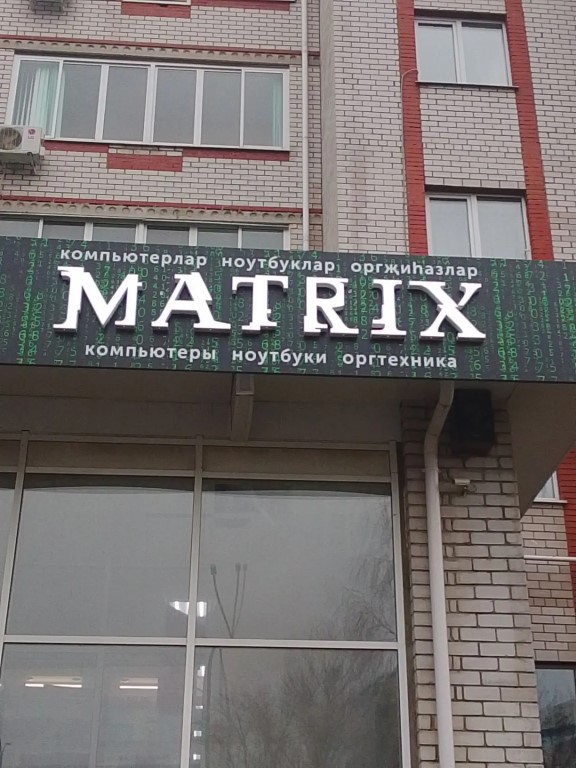 компьютерлар ноутбуклар оргҗиһазлар
MATRIX
компьютеры ноутбуки оргтехника